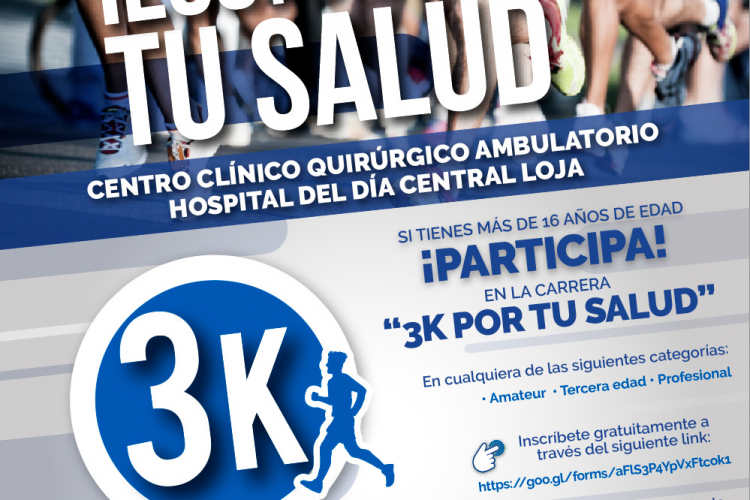 TU SALUD
CENTRO CLÍNICO QUIRÚRGICO AMBULATORIO
HOSPITAL DEL DÍA CENTRAL LOJA
SI TIENES MÁS DE 16 AÑOS DE EDAD
¡PARTICIPA!
EN LA CARRERA
“3K POR TU SALUD”
En cualquiera de las siguientes categorías:
• Amateur • Tercera edad • Profesional
3K
Inscríbete gratuitamente a
través del siguiente link:
https://goo.gl/forms/aFlS3P4YpVxFtcok1